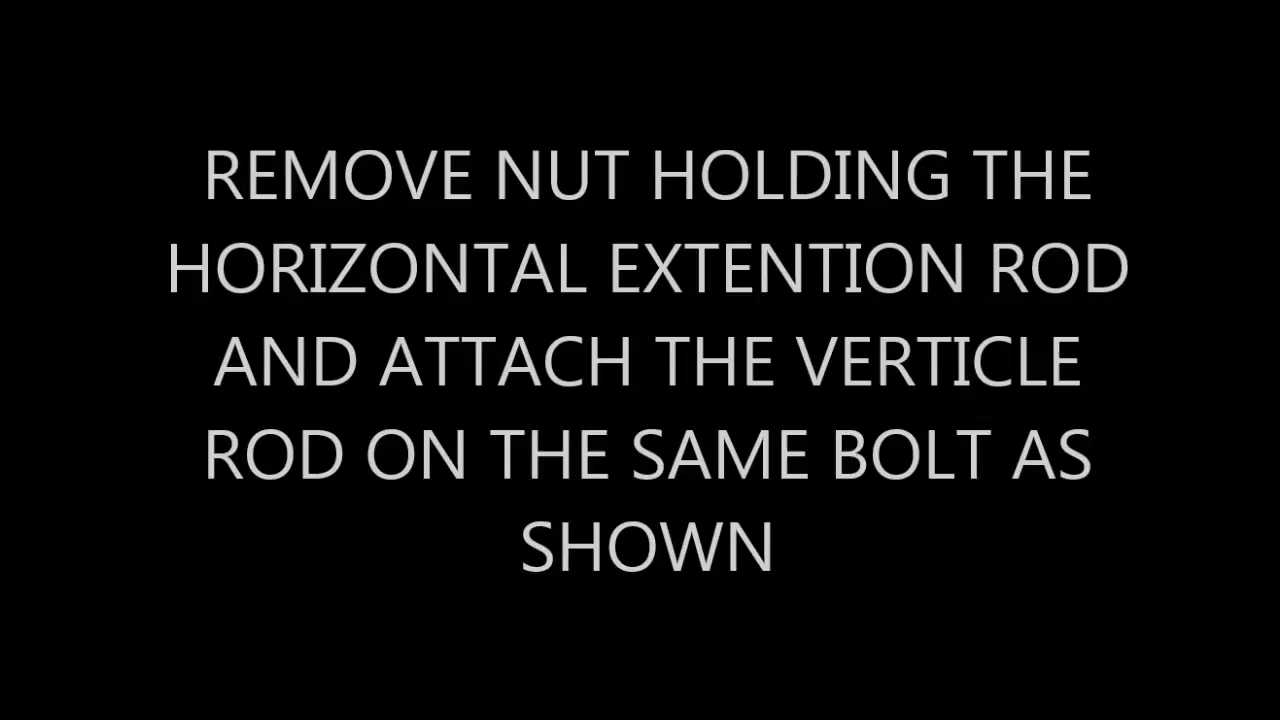 REMOVE NUT HOLDING THE
HORIZONTAL EXTENTION ROD
AND ATTACH THE VERTICLE
ROD ON THE SAME BOLT AS
SHOWN